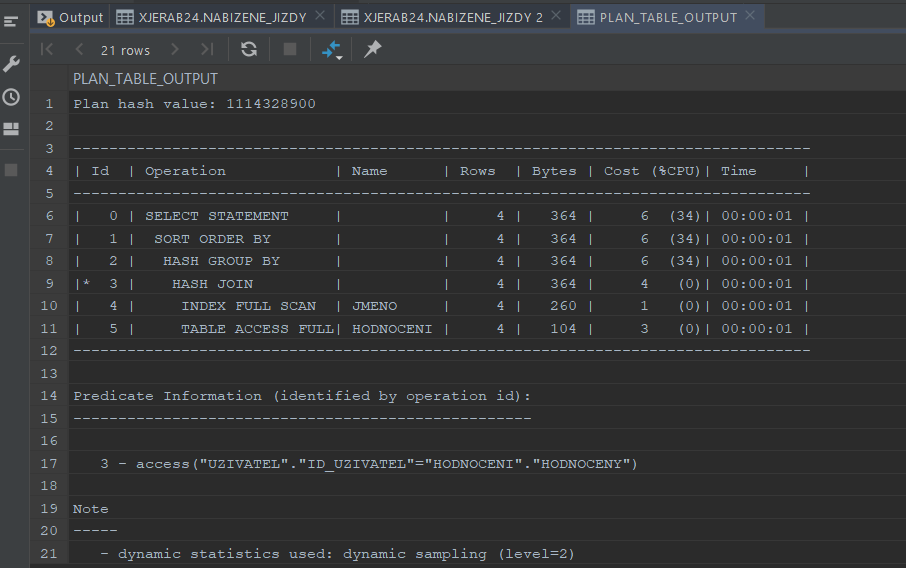 Output XJERAB24.NABIZENE_JIZDY XJERAB24.NABIZENE_JIZDY 2 PLAN_TABLE_OUTPUT
21 rows
PLAN_TABLE_OUTPUT
1 Plan hash value: 1114328900
2
3 ----------------------------------------------------------------------------------
4 | Id  | Operation            | Name      | Rows  | Bytes | Cost (%CPU)| Time     |
5 ----------------------------------------------------------------------------------
6 |   0 | SELECT STATEMENT     |           |     4 |   364 |     6  (34)| 00:00:01 |
7 |   1 |  SORT ORDER BY       |           |     4 |   364 |     6  (34)| 00:00:01 |
8 |   2 |   HASH GROUP BY      |           |     4 |   364 |     6  (34)| 00:00:01 |
9 |*  3 |    HASH JOIN         |           |     4 |   364 |     4   (0)| 00:00:01 |
10 |   4 |     INDEX FULL SCAN  | JMENO     |     4 |   260 |     1   (0)| 00:00:01 |
11 |   5 |     TABLE ACCESS FULL| HODNOCENI |     4 |   104 |     3   (0)| 00:00:01 |
12 ----------------------------------------------------------------------------------
13
14 Predicate Information (identified by operation id):
15 ---------------------------------------------------
16
17    3 - access("UZIVATEL"."ID_UZIVATEL"="HODNOCENI"."HODNOCENY")
18
19 Note
20 -----
21    - dynamic statistics used: dynamic sampling (level=2)